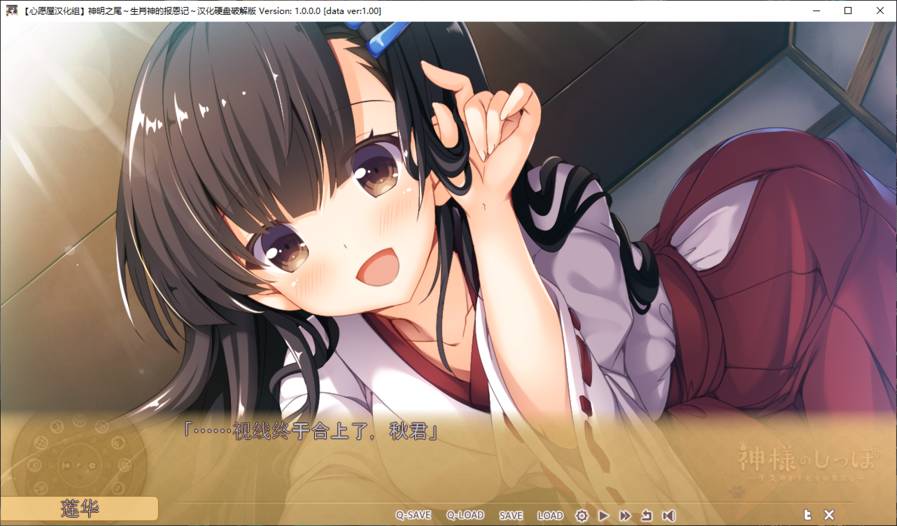 【心愿屋汉化组】神明之尾～生肖神的报恩记～汉化硬盘破解版 Version: 1.0.0.0 [data ver:1.00]
「……视线终于合上了，秋君」
神様のしっぽ
莲华
Q-SAVE Q-LOAD SAVE LOAD